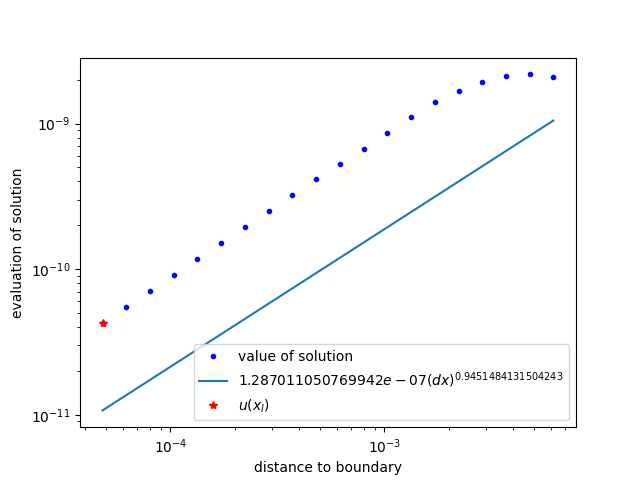 10⁻⁹
10⁻¹⁰
10⁻¹¹
evaluation of solution
value of solution
1.287011050769942e − 07(dx)^0.9451484131504243
u(x_l)
10⁻⁴
10⁻³
distance to boundary